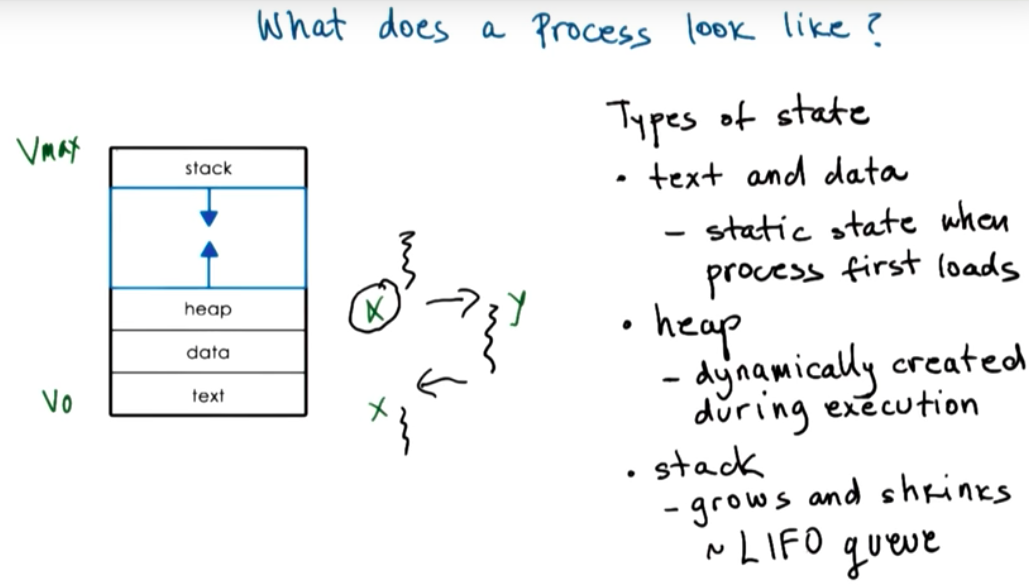 What does a Process look like?
Vmax
stack
heap
data
text
V0
X
y
x
Types of state
• text and data
- static state when
process first loads
• heap
- dynamically created
during execution
• stack
- grows and shrinks
~ LIFO queue